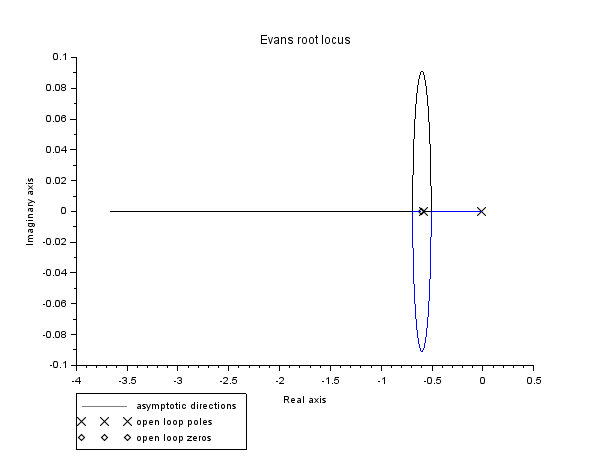 Evans root locus
0.1
0.08
0.06
0.04
0.02
0
-0.02
-0.04
-0.06
-0.08
-0.1
Imaginary axis
-4 -3.5 -3 -2.5 -2 -1.5 -1 -0.5 0 0.5
Real axis
asymptotic directions
open loop poles
open loop zeros